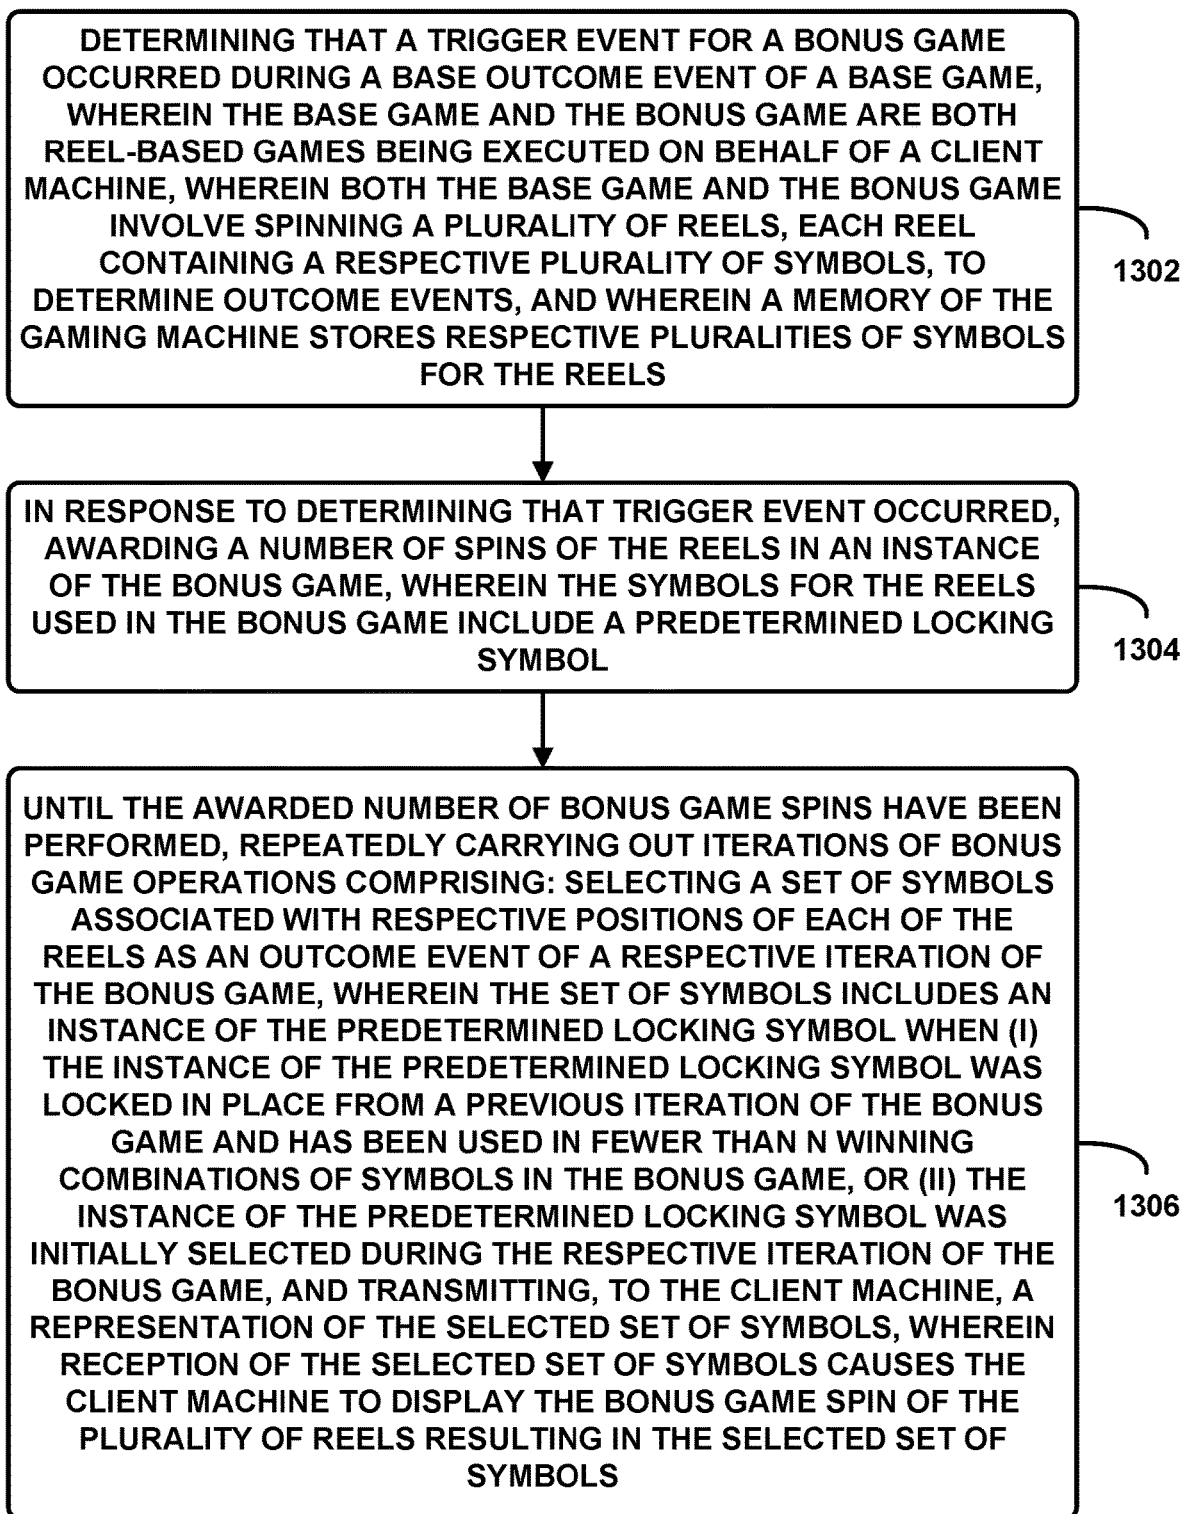 DETERMINING THAT A TRIGGER EVENT FOR A BONUS GAME
OCCURRED DURING A BASE OUTCOME EVENT OF A BASE GAME,
WHEREIN THE BASE GAME AND THE BONUS GAME ARE BOTH
REEL-BASED GAMES BEING EXECUTED ON BEHALF OF A CLIENT
MACHINE, WHEREIN BOTH THE BASE GAME AND THE BONUS GAME
INVOLVE SPINNING A PLURALITY OF REELS, EACH REEL
CONTAINING A RESPECTIVE PLURALITY OF SYMBOLS, TO
DETERMINE OUTCOME EVENTS, AND WHEREIN A MEMORY OF THE
GAMING MACHINE STORES RESPECTIVE PLURALITIES OF SYMBOLS
FOR THE REELS
1302
IN RESPONSE TO DETERMINING THAT TRIGGER EVENT OCCURRED,
AWARDING A NUMBER OF SPINS OF THE REELS IN AN INSTANCE
OF THE BONUS GAME, WHEREIN THE SYMBOLS FOR THE REELS
USED IN THE BONUS GAME INCLUDE A PREDETERMINED LOCKING
SYMBOL
1304
UNTIL THE AWARDED NUMBER OF BONUS GAME SPINS HAVE BEEN
PERFORMED, REPEATEDLY CARRYING OUT ITERATIONS OF BONUS
GAME OPERATIONS COMPRISING: SELECTING A SET OF SYMBOLS
ASSOCIATED WITH RESPECTIVE POSITIONS OF EACH OF THE
REELS AS AN OUTCOME EVENT OF A RESPECTIVE ITERATION OF
THE BONUS GAME, WHEREIN THE SET OF SYMBOLS INCLUDES AN
INSTANCE OF THE PREDETERMINED LOCKING SYMBOL WHEN (I)
THE INSTANCE OF THE PREDETERMINED LOCKING SYMBOL WAS
LOCKED IN PLACE FROM A PREVIOUS ITERATION OF THE BONUS
GAME AND HAS BEEN USED IN FEWER THAN N WINNING
COMBINATIONS OF SYMBOLS IN THE BONUS GAME, OR (II) THE
INSTANCE OF THE PREDETERMINED LOCKING SYMBOL WAS
INITIALLY SELECTED DURING THE RESPECTIVE ITERATION OF THE
BONUS GAME, AND TRANSMITTING, TO THE CLIENT MACHINE, A
REPRESENTATION OF THE SELECTED SET OF SYMBOLS, WHEREIN
RECEPTION OF THE SELECTED SET OF SYMBOLS CAUSES THE
CLIENT MACHINE TO DISPLAY THE BONUS GAME SPIN OF THE
PLURALITY OF REELS RESULTING IN THE SELECTED SET OF
SYMBOLS
1306